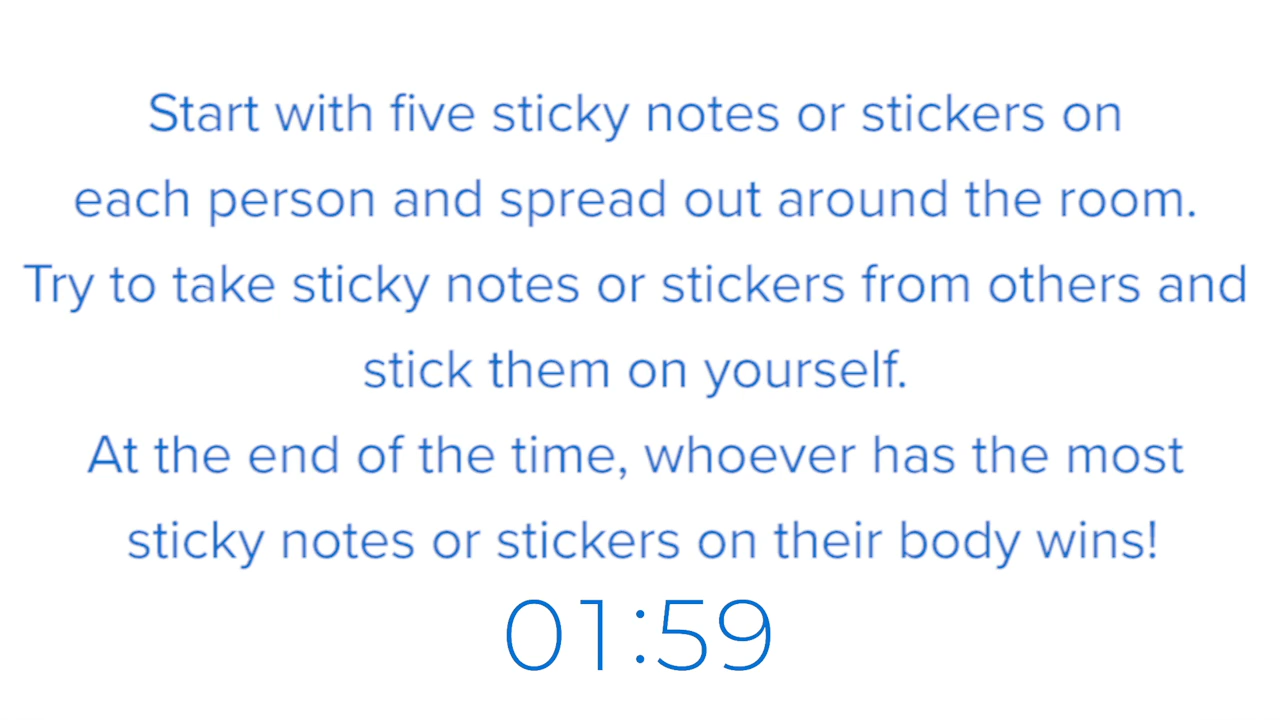 Start with five sticky notes or stickers on
each person and spread out around the room.
Try to take sticky notes or stickers from others and
stick them on yourself.
At the end of the time, whoever has the most
sticky notes or stickers on their body wins!
01:59